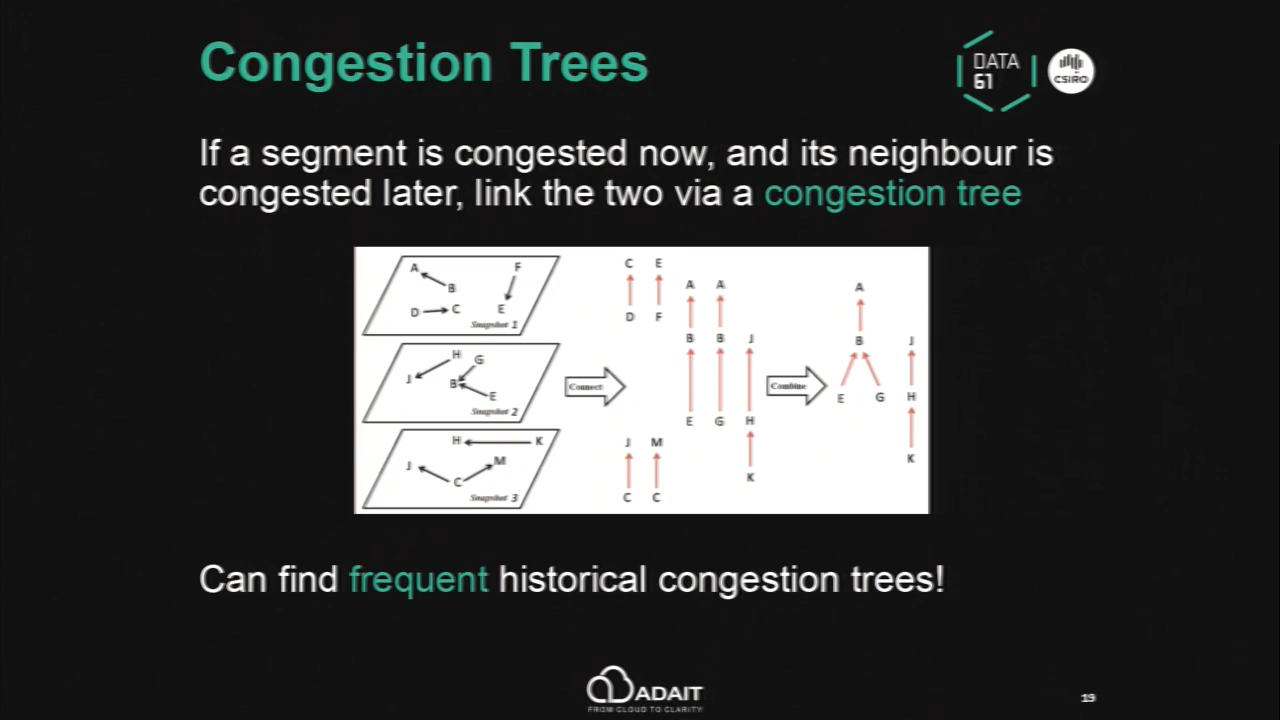 Congestion Trees
DATA
61
CSIRO
If a segment is congested now, and its neighbour is
congested later, link the two via a congestion tree
A
F
B
D
C
E
Snapshot 1
H
G
J
B
E
Snapshot 2
H
K
J
M
C
Snapshot 3
Connect
C E
D F
A A
B B J
E G H
K
J M
C C
Combine
A
B J
E G H
K
Can find frequent historical congestion trees!
ADAIT
FROM CLOUD TO CLARITY
19